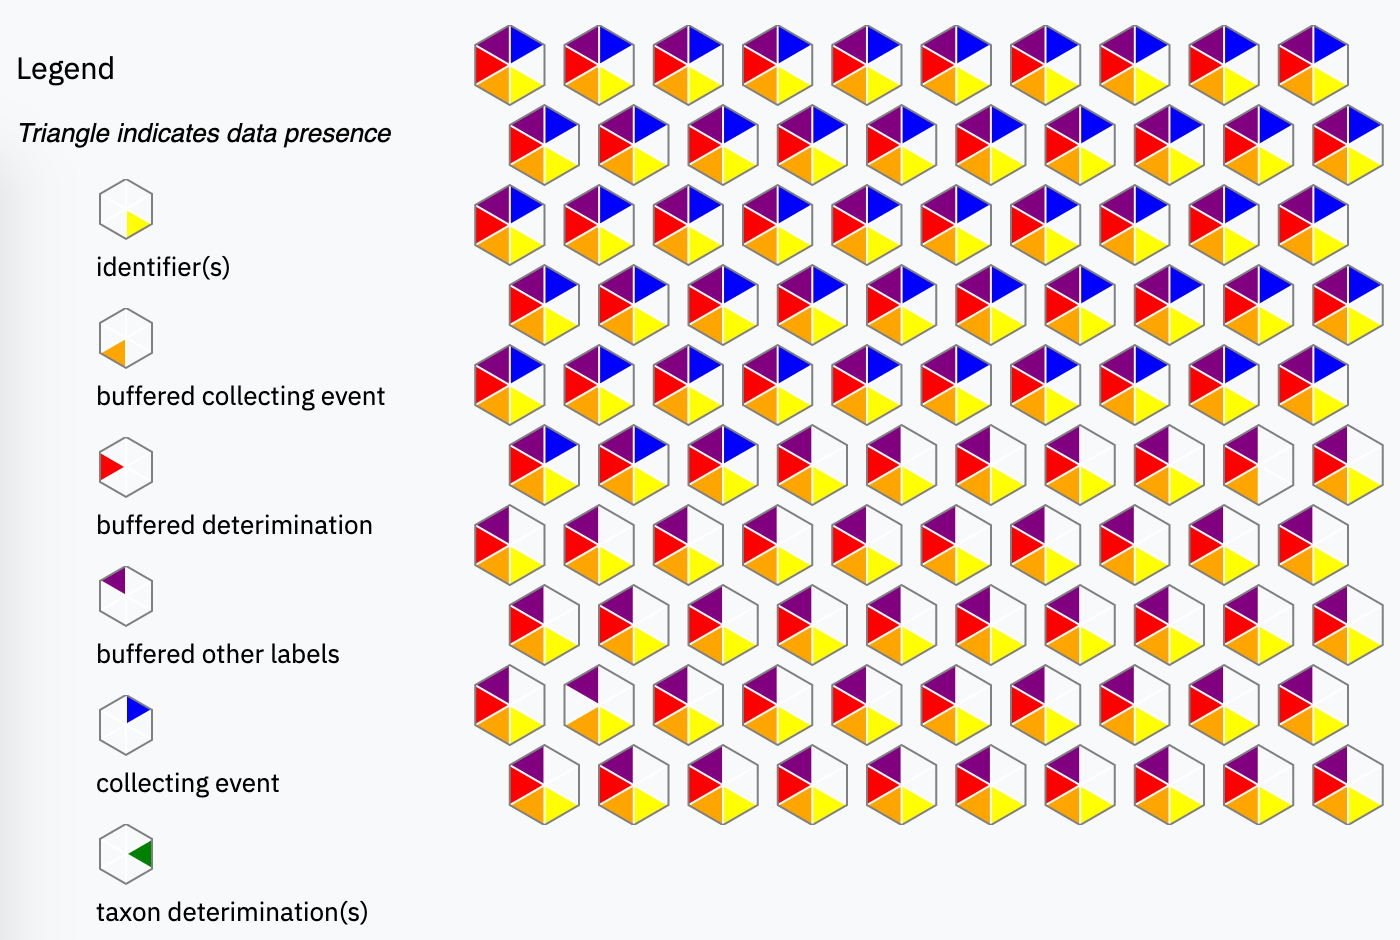 Legend
Triangle indicates data presence
identifier(s)
buffered collecting event
buffered deterimination
buffered other labels
collecting event
taxon deterimination(s)